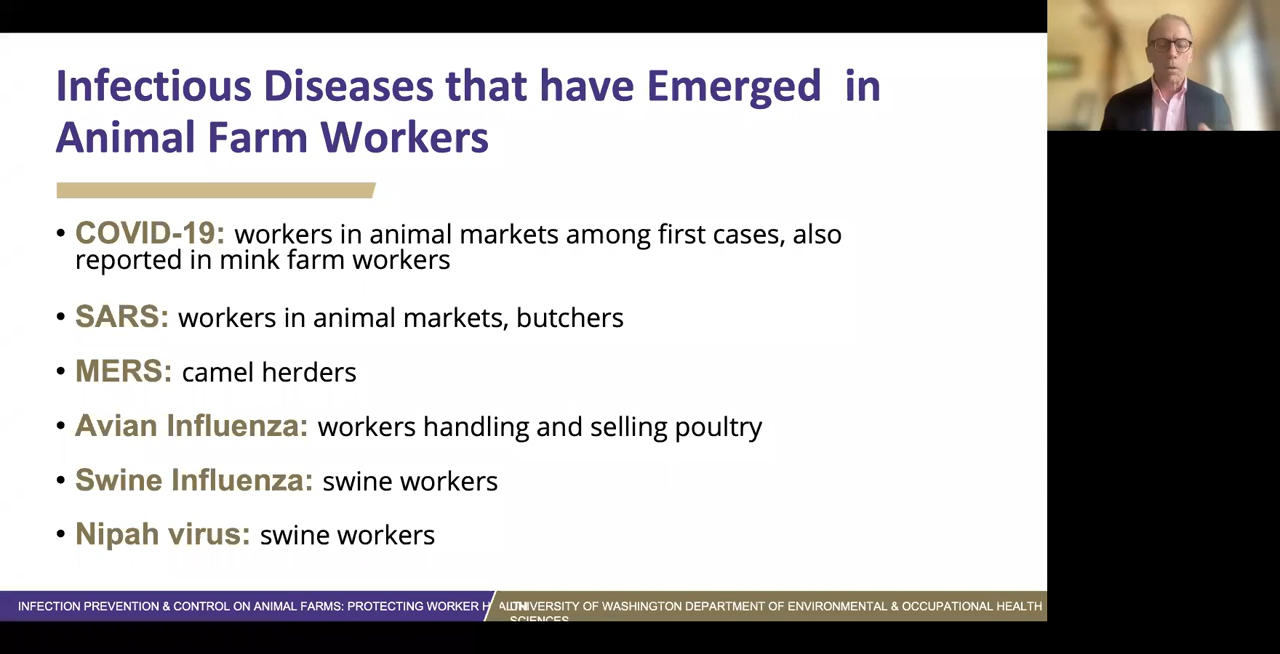 Infectious Diseases that have Emerged  in
Animal Farm Workers
• COVID-19: workers in animal markets among first cases, also
reported in mink farm workers
• SARS: workers in animal markets, butchers
• MERS: camel herders
• Avian Influenza: workers handling and selling poultry
• Swine Influenza: swine workers
• Nipah virus: swine workers
INFECTION PREVENTION & CONTROL ON ANIMAL FARMS: PROTECTING WORKER HEALTH
UNIVERSITY OF WASHINGTON DEPARTMENT OF ENVIRONMENTAL & OCCUPATIONAL HEALTH
SCIENCES